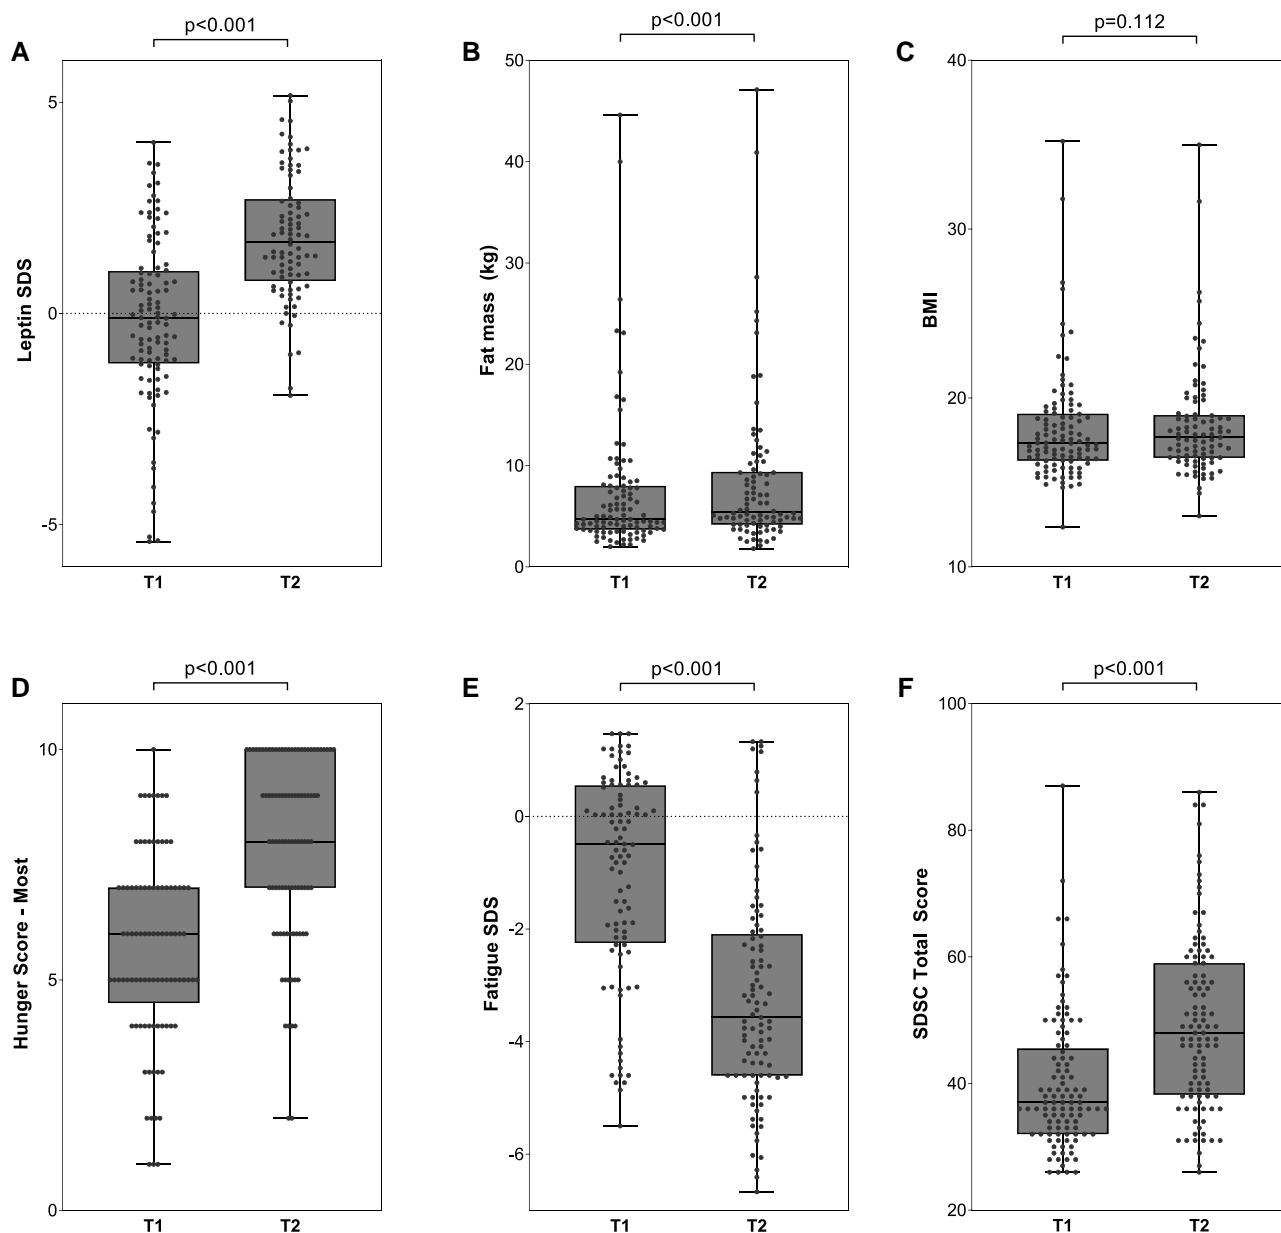 p<0.001
p<0.001
p=0.112
A
B
C
Leptin SDS
5
0
-5
T1
T2
Fat mass (kg)
50
40
30
20
10
0
T1
T2
BMI
40
30
20
10
T1
T2
p<0.001
p<0.001
p<0.001
D
E
F
Hunger Score - Most
10
5
0
T1
T2
Fatigue SDS
2
0
-2
-4
-6
T1
T2
SDSC Total Score
100
80
60
40
20
T1
T2